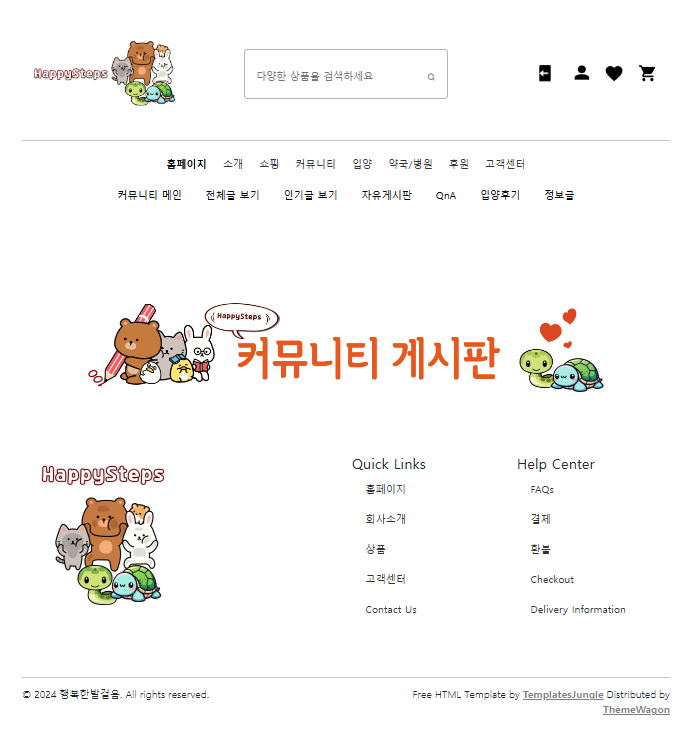 HappySteps
다양한 상품을 검색하세요
홈페이지 소개 쇼핑 커뮤니티 입양 약국/병원 후원 고객센터
커뮤니티 메인 전체글 보기 인기글 보기 자유게시판 QnA 입양후기 정보글
HappySteps
커뮤니티 게시판
HappySteps
Quick Links
홈페이지
회사소개
상품
고객센터
Contact Us
Help Center
FAQs
결제
환불
Checkout
Delivery Information
© 2024 행복한발걸음. All rights reserved.
Free HTML Template by TemplatesJungle Distributed by
ThemeWagon